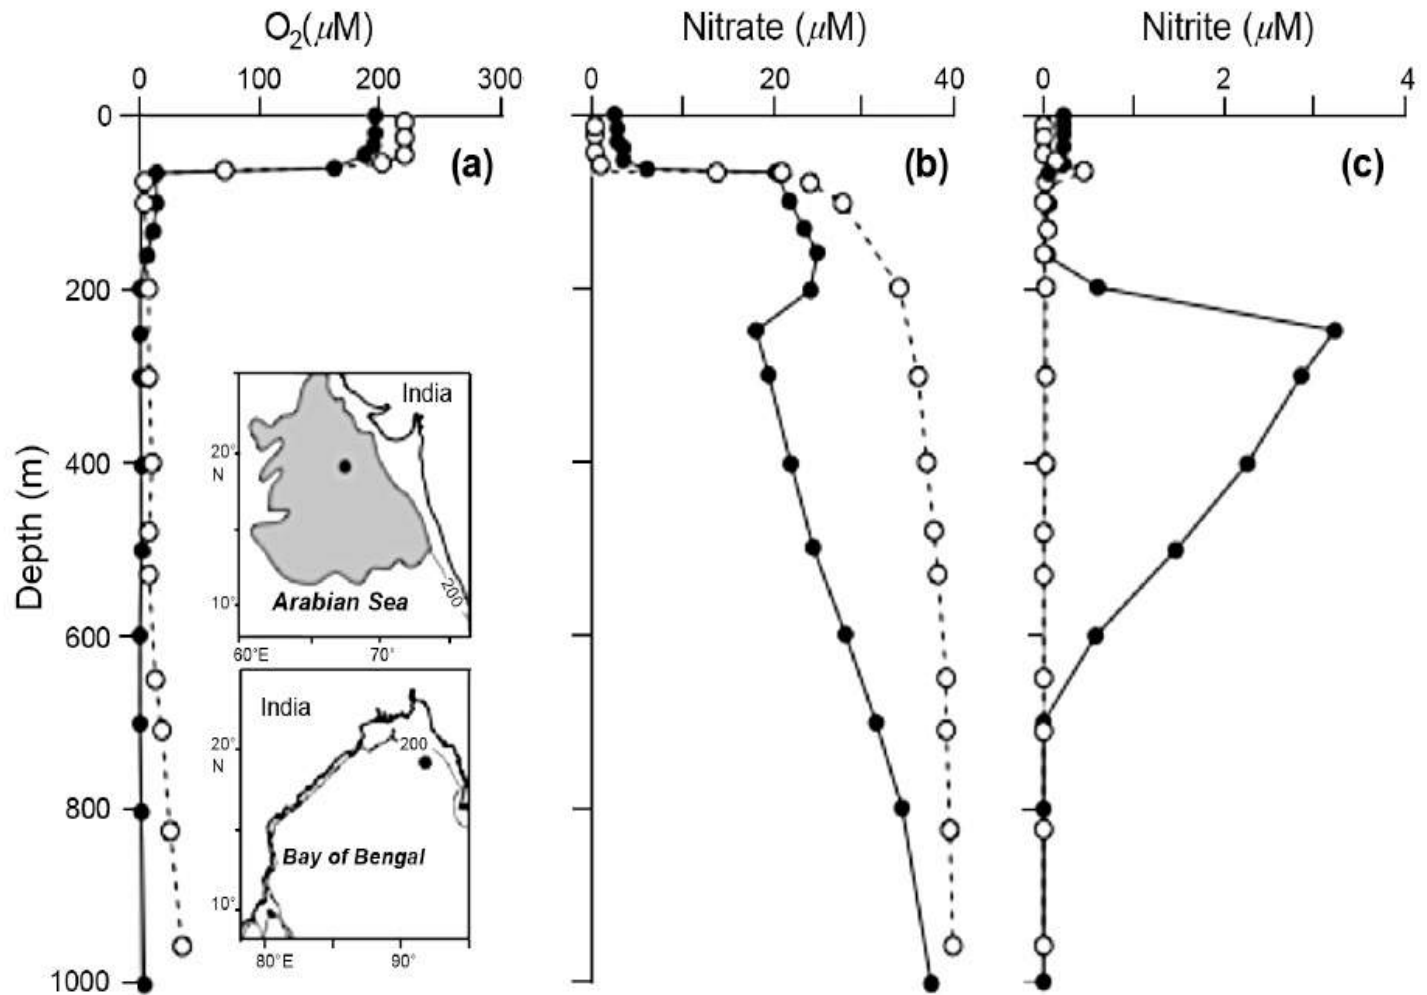 O₂(μM) Nitrate (μM) Nitrite (μM)
0 100 200 300 0 20 40 0 2 4
0
(a) (b) (c)
200
India
20°
N
400
Depth (m)
Arabian Sea
200
10°
600
60°E 70°
India
20°
N
200
800
Bay of Bengal
10°
80°E 90°
1000